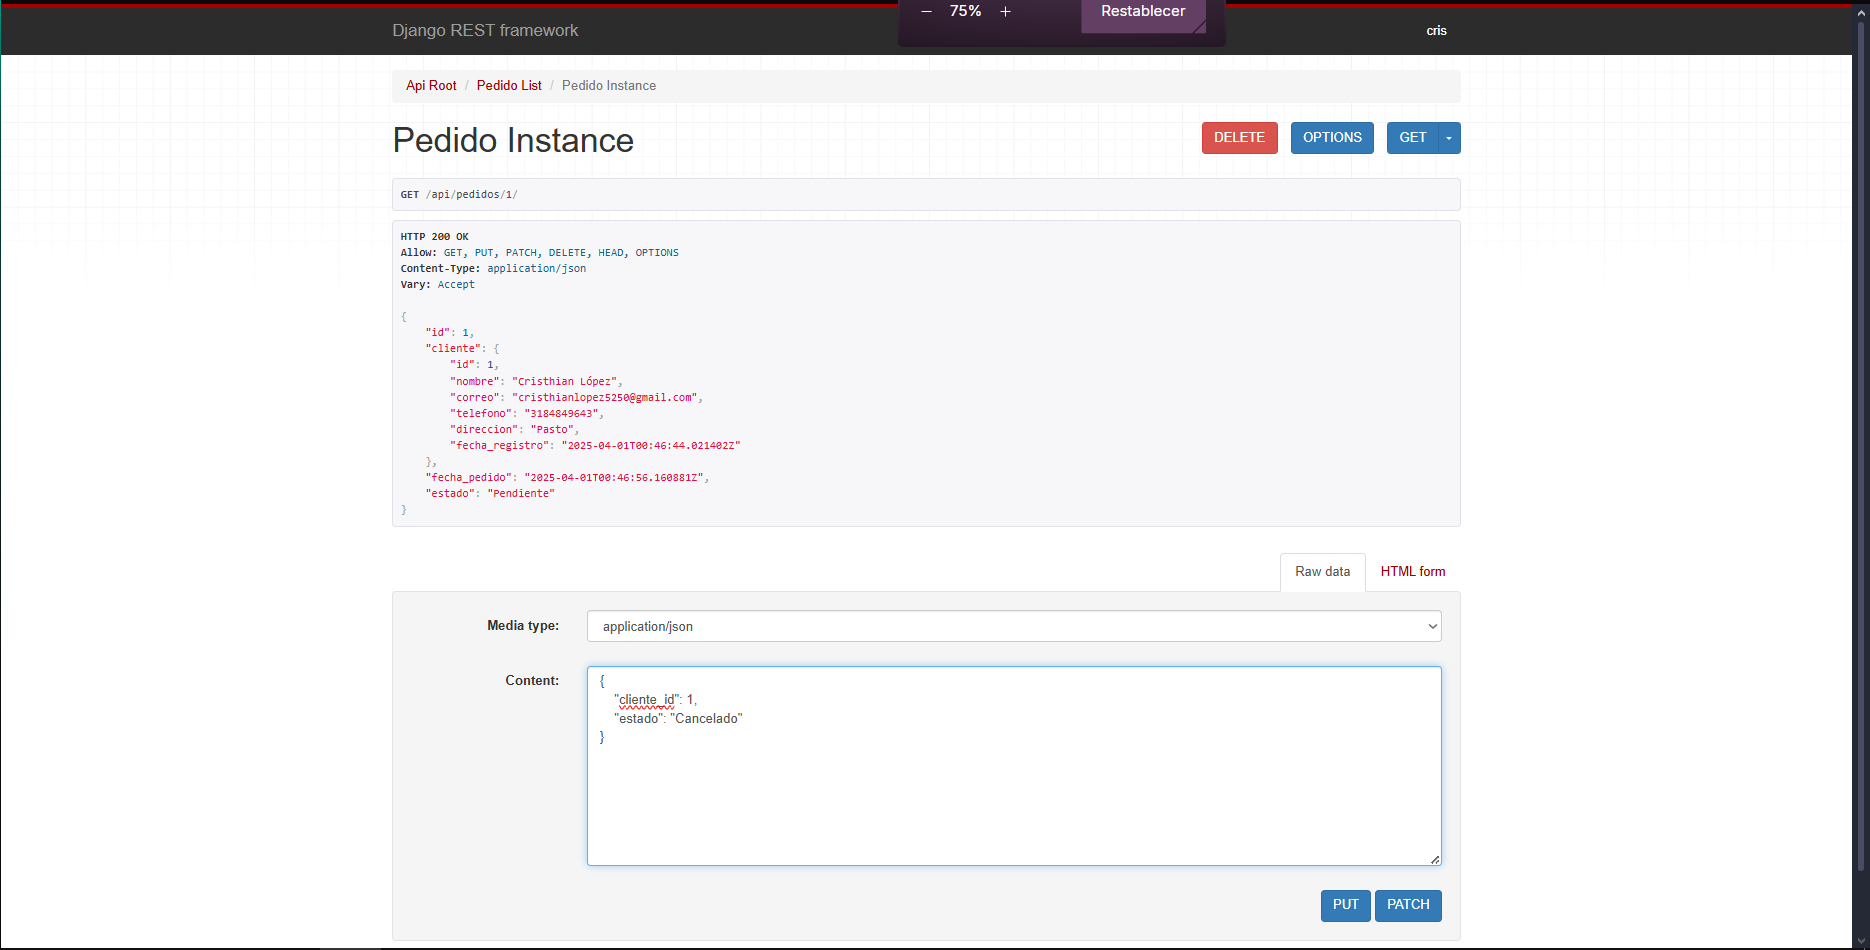 − 75% + Restablecer
Django REST framework cris
Api Root / Pedido List / Pedido Instance
Pedido Instance DELETE OPTIONS GET
GET /api/pedidos/1/
HTTP 200 OK
Allow: GET, PUT, PATCH, DELETE, HEAD, OPTIONS
Content-Type: application/json
Vary: Accept
{
"id": 1,
"cliente": {
"id": 1,
"nombre": "Cristhian López",
"correo": "cristhianlopez5250@gmail.com",
"telefono": "3184849643",
"direccion": "Pasto",
"fecha_registro": "2025-04-01T00:46:44.021402Z"
},
"fecha_pedido": "2025-04-01T00:46:56.160881Z",
"estado": "Pendiente"
}
Raw data HTML form
Media type: application/json
Content: {
"cliente_id": 1,
"estado": "Cancelado"
}
PUT PATCH